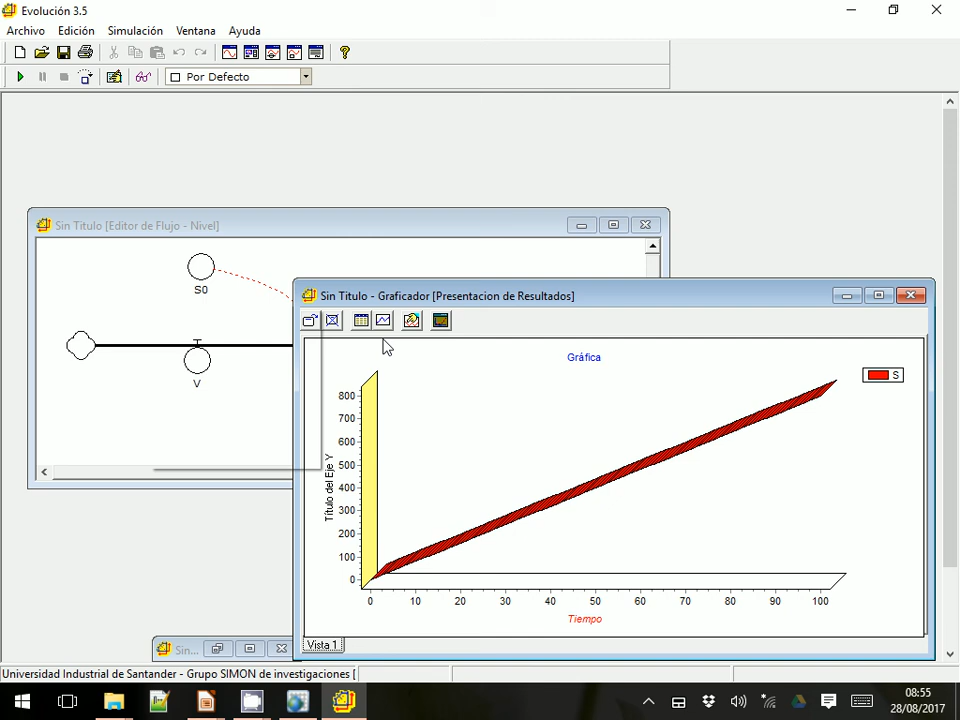 Evolución 3.5
Archivo Edición Simulación Ventana Ayuda
Por Defecto
Sin Titulo [Editor de Flujo - Nivel]
S0
V
Sin Titulo - Graficador [Presentacion de Resultados]
Gráfica
S
Título del Eje Y
800
700
600
500
400
300
200
100
0
0 10 20 30 40 50 60 70 80 90 100
Tiempo
Vista 1
Sin...
Universidad Industrial de Santander - Grupo SIMON de investigaciones [
08:55
28/08/2017